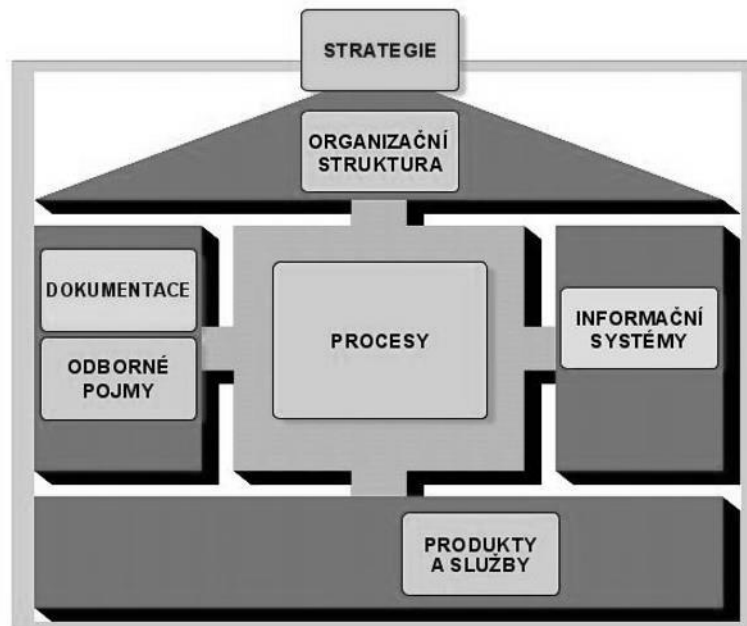 STRATEGIE
ORGANIZAČNÍ
STRUKTURA
DOKUMENTACE
ODBORNÉ
POJMY
PROCESY
INFORMAČNÍ
SYSTÉMY
PRODUKTY
A SLUŽBY